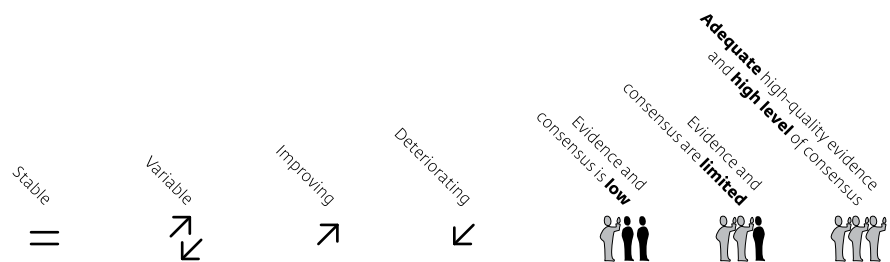 Stable
Variable
Improving
Deteriorating
Evidence and
consensus is low
Evidence and
consensus are limited
Adequate high-quality evidence
and high level of consensus